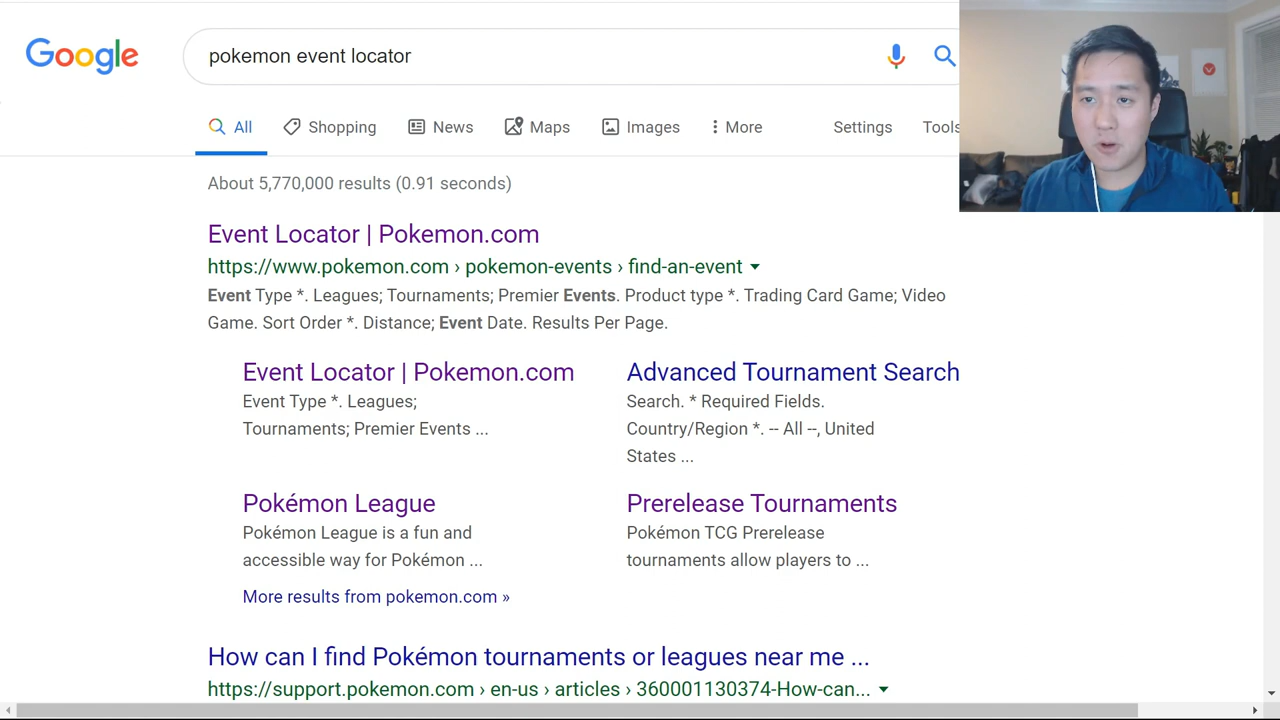 Google
pokemon event locator
All Shopping News Maps Images More Settings Tools
About 5,770,000 results (0.91 seconds)
Event Locator | Pokemon.com
https://www.pokemon.com › pokemon-events › find-an-event
Event Type *. Leagues; Tournaments; Premier Events. Product type *. Trading Card Game; Video
Game. Sort Order *. Distance; Event Date. Results Per Page.
Event Locator | Pokemon.com
Event Type *. Leagues;
Tournaments; Premier Events ...
Advanced Tournament Search
Search. * Required Fields.
Country/Region *. -- All --, United
States ...
Pokémon League
Pokémon League is a fun and
accessible way for Pokémon ...
Prerelease Tournaments
Pokémon TCG Prerelease
tournaments allow players to ...
More results from pokemon.com »
How can I find Pokémon tournaments or leagues near me ...
https://support.pokemon.com › en-us › articles › 360001130374-How-can...